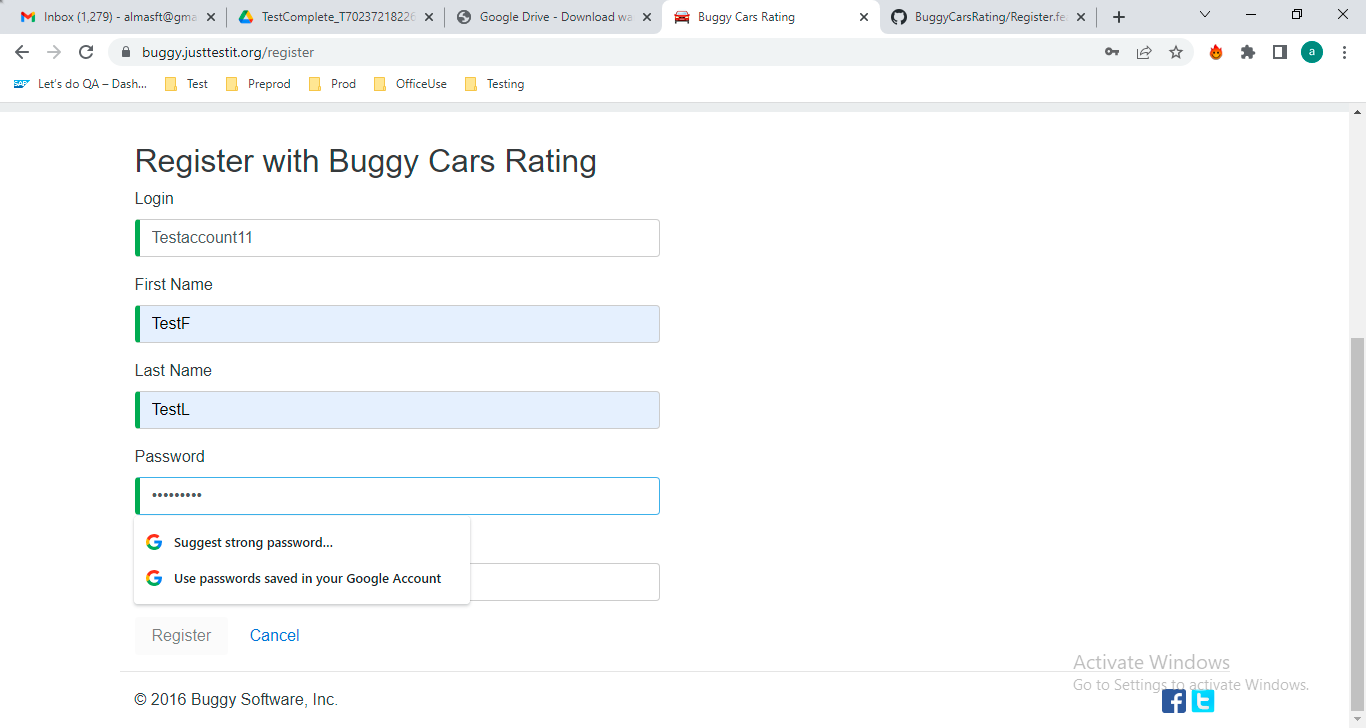 Inbox (1,279) - almasft@gma
TestComplete_T70237218226
Google Drive - Download wa
Buggy Cars Rating
BuggyCarsRating/Register.fe
buggy.justtestit.org/register
a
Let's do QA – Dash...
Test
Preprod
Prod
OfficeUse
Testing
Register with Buggy Cars Rating
Login
Testaccount11
First Name
TestF
Last Name
TestL
Password
•••••••••
Suggest strong password...
Use passwords saved in your Google Account
Register
Cancel
Activate Windows
Go to Settings to activate Windows.
© 2016 Buggy Software, Inc.